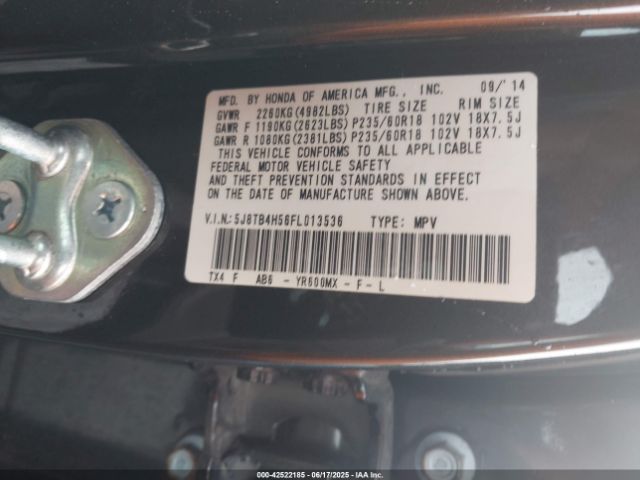 MFD. BY HONDA OF AMERICA MFG., INC. 09/'14
GVWR 2260KG(4982LBS) TIRE SIZE RIM SIZE
GAWR F 1190KG(2623LBS) P235/60R18 102V 18X7.5J
GAWR R 1080KG(2381LBS) P235/60R18 102V 18X7.5J
THIS VEHICLE CONFORMS TO ALL APPLICABLE
FEDERAL MOTOR VEHICLE SAFETY
AND THEFT PREVENTION STANDARDS IN EFFECT
ON THE DATE OF MANUFACTURE SHOWN ABOVE.
V.I.N.:5J8TB4H56FL013536 TYPE: MPV
TX4 F AB6 - YR600MX - F - L
000-42522185 - 06/17/2025 - IAA Inc.